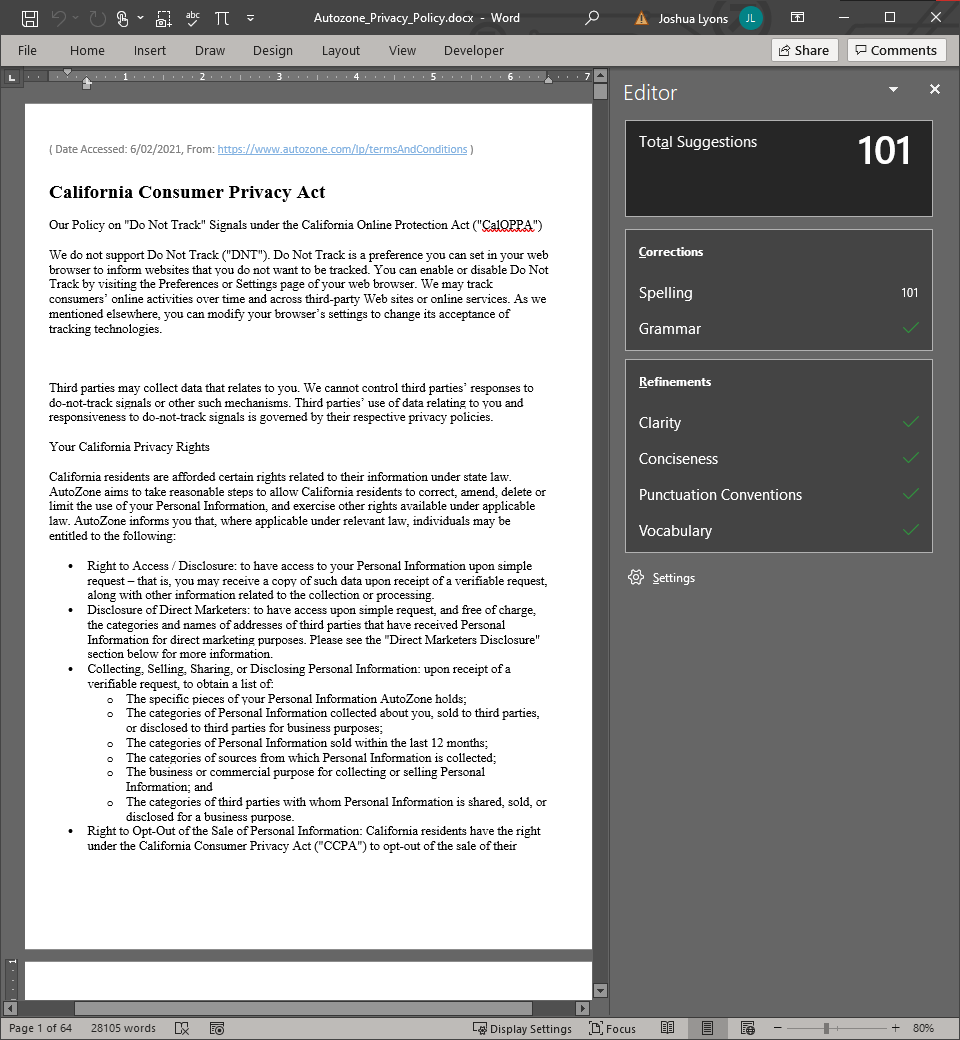 abc
Autozone_Privacy_Policy.docx - Word
Joshua Lyons
JL
File Home Insert Draw Design Layout View Developer
Share
Comments
L
1 2 3 4 5 6 7
( Date Accessed: 6/02/2021, From: https://www.autozone.com/lp/termsAndConditions )
California Consumer Privacy Act
Our Policy on "Do Not Track" Signals under the California Online Protection Act ("CalOPPA")
We do not support Do Not Track ("DNT"). Do Not Track is a preference you can set in your web
browser to inform websites that you do not want to be tracked. You can enable or disable Do Not
Track by visiting the Preferences or Settings page of your web browser. We may track
consumers’ online activities over time and across third-party Web sites or online services. As we
mentioned elsewhere, you can modify your browser’s settings to change its acceptance of
tracking technologies.
Third parties may collect data that relates to you. We cannot control third parties’ responses to
do-not-track signals or other such mechanisms. Third parties’ use of data relating to you and
responsiveness to do-not-track signals is governed by their respective privacy policies.
Your California Privacy Rights
California residents are afforded certain rights related to their information under state law.
AutoZone aims to take reasonable steps to allow California residents to correct, amend, delete or
limit the use of your Personal Information, and exercise other rights available under applicable
law. AutoZone informs you that, where applicable under relevant law, individuals may be
entitled to the following:
• Right to Access / Disclosure: to have access to your Personal Information upon simple
request – that is, you may receive a copy of such data upon receipt of a verifiable request,
along with other information related to the collection or processing.
• Disclosure of Direct Marketers: to have access upon simple request, and free of charge,
the categories and names of addresses of third parties that have received Personal
Information for direct marketing purposes. Please see the "Direct Marketers Disclosure"
section below for more information.
• Collecting, Selling, Sharing, or Disclosing Personal Information: upon receipt of a
verifiable request, to obtain a list of:
o The specific pieces of your Personal Information AutoZone holds;
o The categories of Personal Information collected about you, sold to third parties,
or disclosed to third parties for business purposes;
o The categories of Personal Information sold within the last 12 months;
o The categories of sources from which Personal Information is collected;
o The business or commercial purpose for collecting or selling Personal
Information; and
o The categories of third parties with whom Personal Information is shared, sold, or
disclosed for a business purpose.
• Right to Opt-Out of the Sale of Personal Information: California residents have the right
under the California Consumer Privacy Act ("CCPA") to opt-out of the sale of their
Editor
Total Suggestions 101
Corrections
Spelling 101
Grammar
Refinements
Clarity
Conciseness
Punctuation Conventions
Vocabulary
Settings
1
Page 1 of 64 28105 words Display Settings Focus 80%